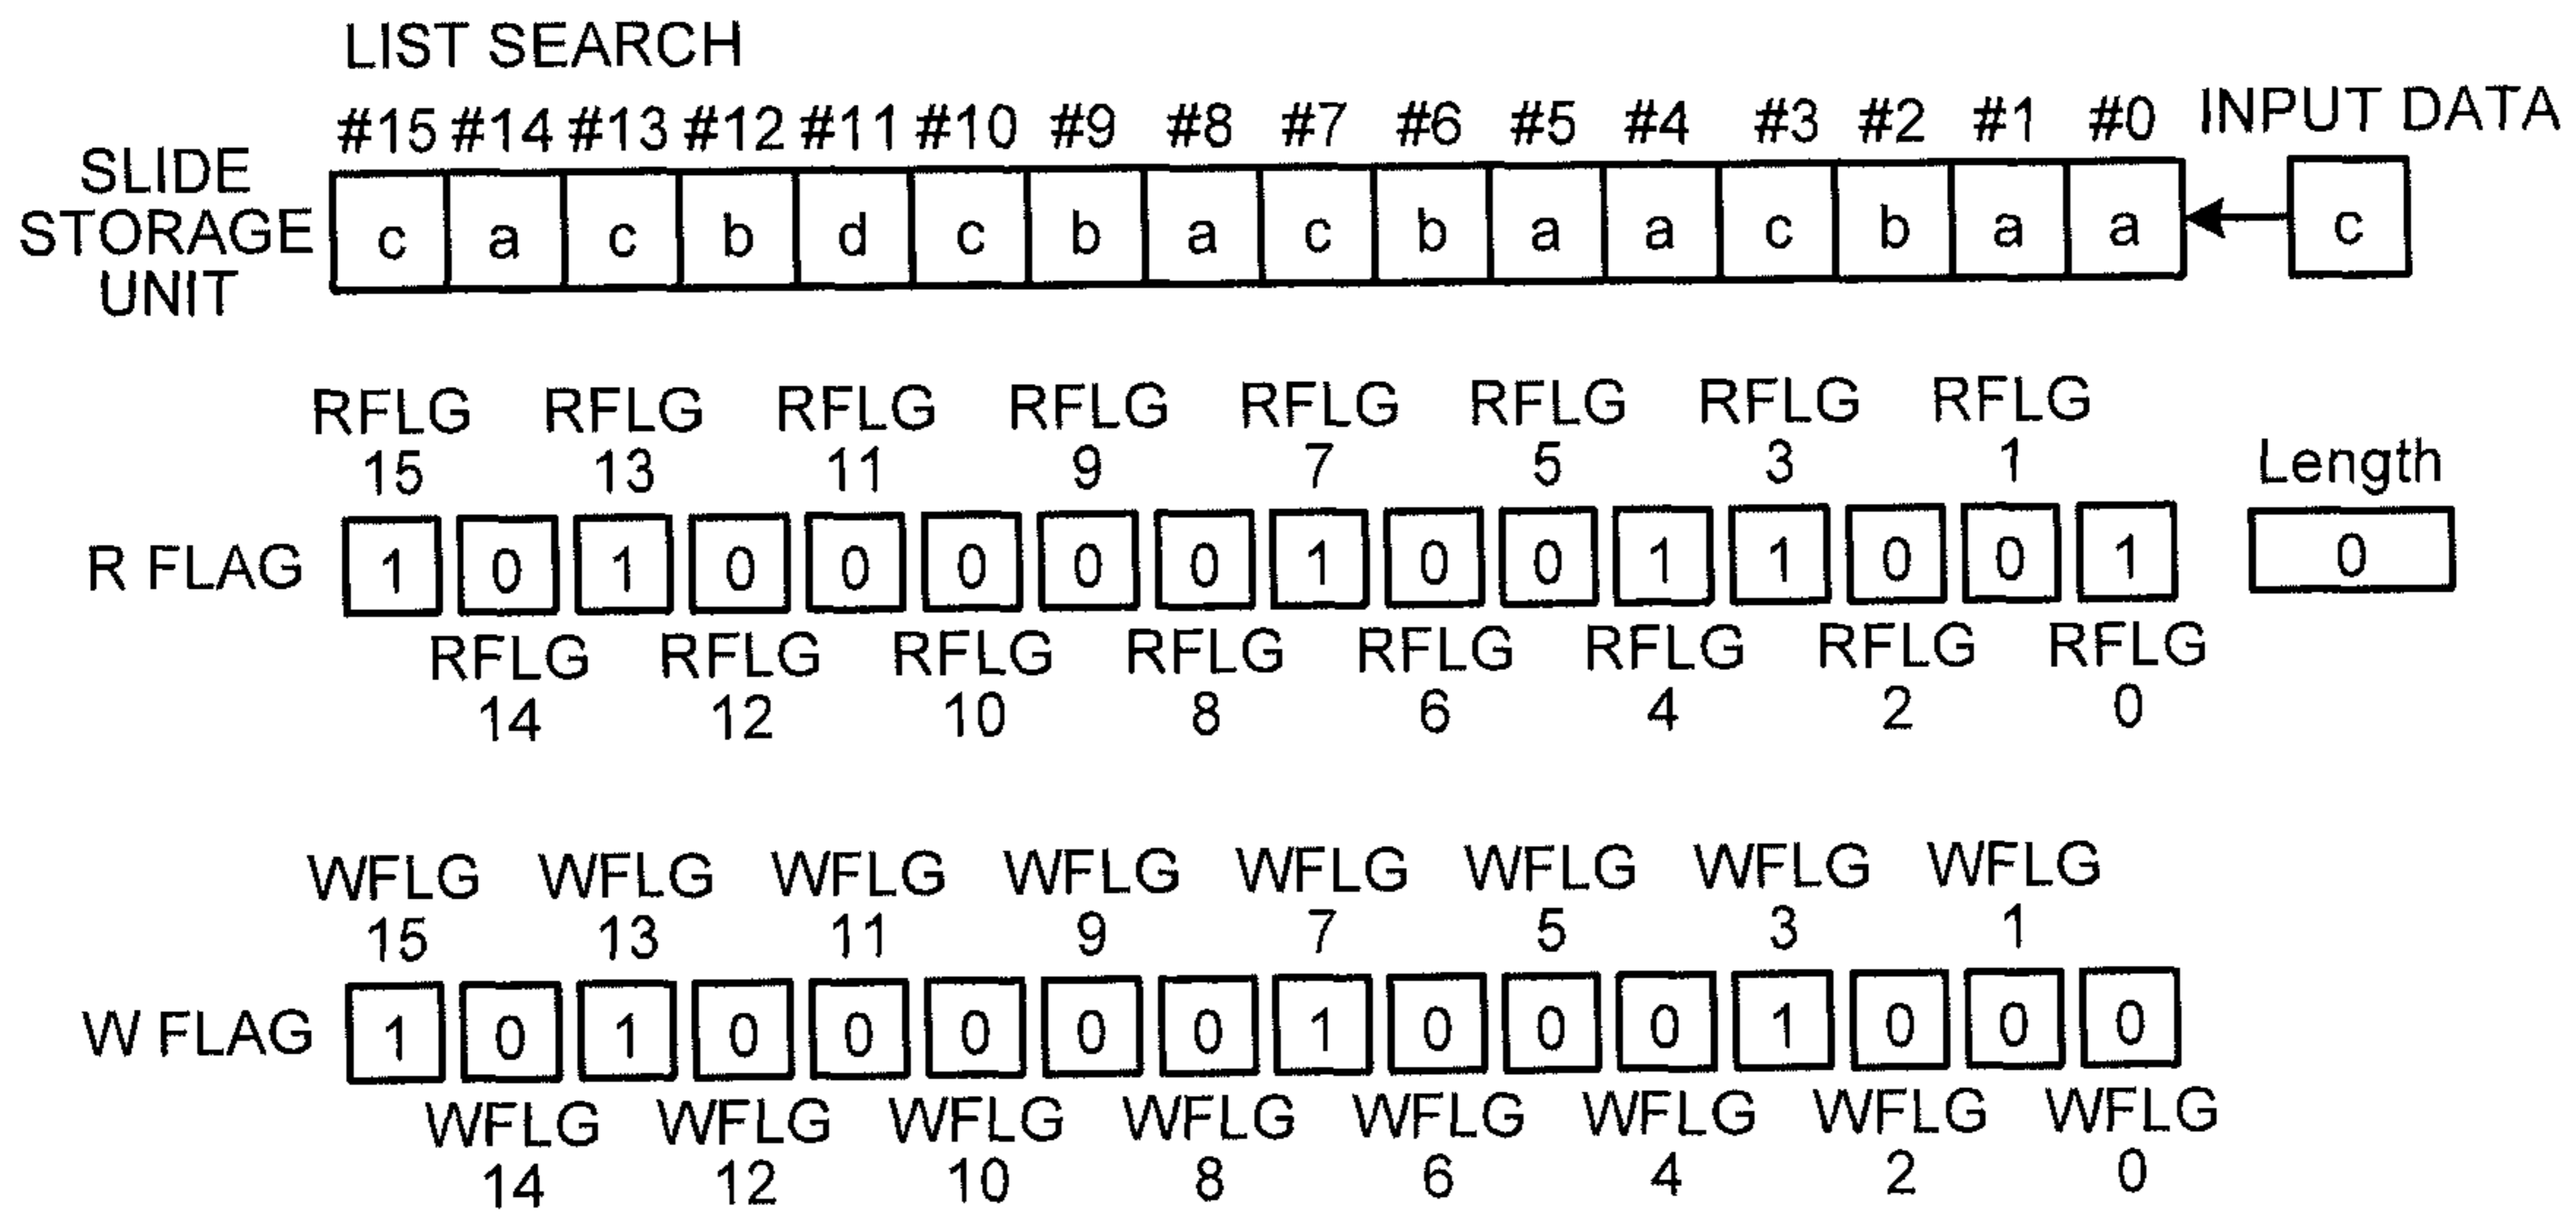 LIST SEARCH
#15 #14 #13 #12 #11 #10 #9 #8 #7 #6 #5 #4 #3 #2 #1 #0 INPUT DATA
SLIDE STORAGE UNIT c a c b d c b a c b a a c b a a c
RFLG 15 RFLG 13 RFLG 11 RFLG 9 RFLG 7 RFLG 5 RFLG 3 RFLG 1 Length
R FLAG 1 0 1 0 0 0 0 0 1 0 0 1 1 0 0 1 0
RFLG 14 RFLG 12 RFLG 10 RFLG 8 RFLG 6 RFLG 4 RFLG 2 RFLG 0
WFLG 15 WFLG 13 WFLG 11 WFLG 9 WFLG 7 WFLG 5 WFLG 3 WFLG 1
W FLAG 1 0 1 0 0 0 0 0 1 0 0 0 1 0 0 0
WFLG 14 WFLG 12 WFLG 10 WFLG 8 WFLG 6 WFLG 4 WFLG 2 WFLG 0